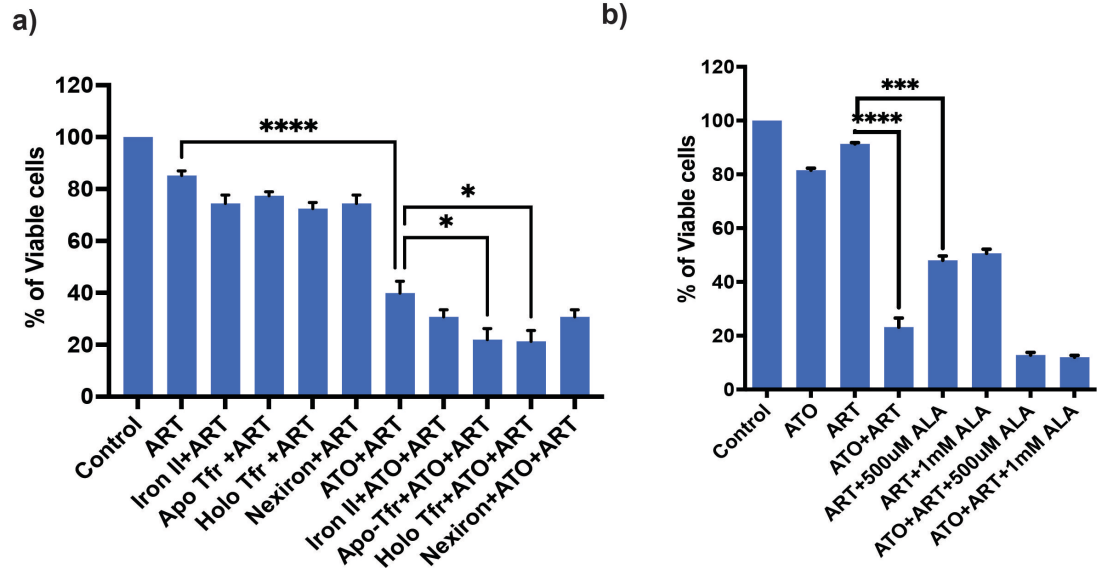 a)
% of Viable cells
120
100
80
60
40
20
0
****
*
*
Control
ART
Iron II+ART
Apo Tfr +ART
Holo Tfr +ART
Nexiron+ART
ATO+ART
Iron II+ATO+ART
Apo-Tfr+ATO+ART
Holo Tfr+ATO+ART
Nexiron+ATO+ART
b)
% of Viable cells
120
100
80
60
40
20
0
***
****
Control
ATO
ART
ATO+ART
ART+500uM ALA
ART+1mM ALA
ATO+ART+500uM ALA
ATO+ART+1mM ALA